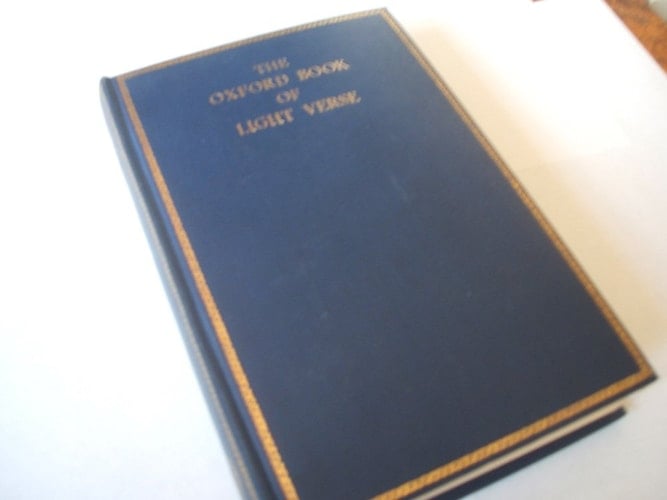 THE
OXFORD BOOK
OF
LIGHT VERSE